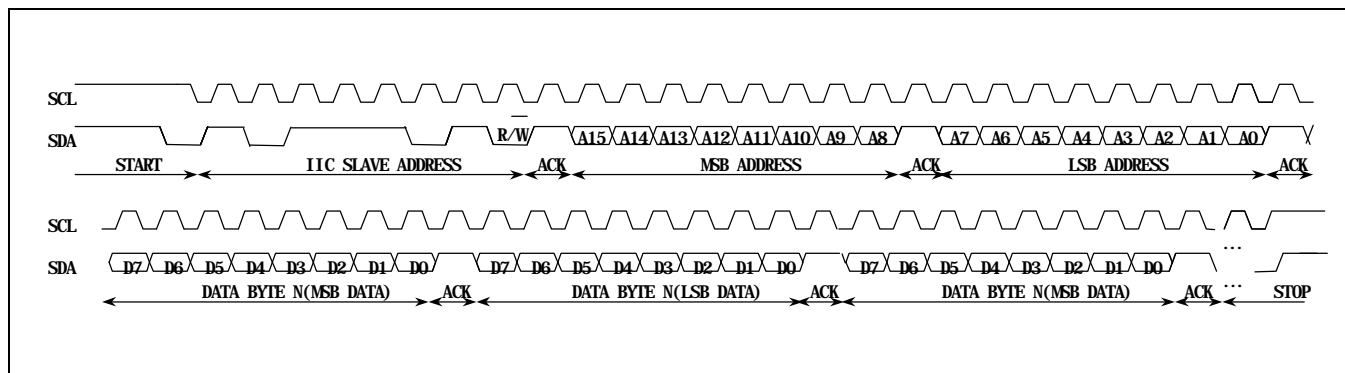 SCL
SDA R/W A15 A14 A13 A12 A11 A10 A9 A8 A7 A6 A5 A4 A3 A2 A1 A0
START IIC SLAVE ADDRESS ACK MSB ADDRESS ACK LSB ADDRESS ACK
SCL
...
SDA D7 D6 D5 D4 D3 D2 D1 D0 D7 D6 D5 D4 D3 D2 D1 D0 D7 D6 D5 D4 D3 D2 D1 D0
...
DATA BYTE N(MSB DATA) ACK DATA BYTE N(LSB DATA) ACK DATA BYTE N(MSB DATA) ACK STOP